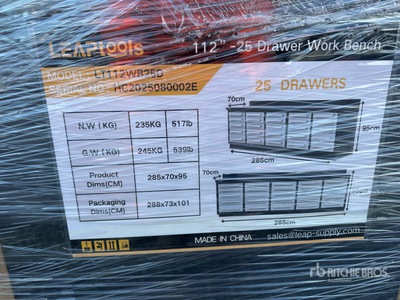 LEAPTOOLS
112" -25 Drawer Work Bench
MODEL: LT112WB25D
SERIAL NO: HC2025080002E
25 DRAWERS
N.W (KG) 235KG 517lb
G.W (KG) 245KG 539lb
Product Dims(CM) 285x70x95
Packaging Dims(CM) 288x73x101
70cm
95cm
285cm
70cm
285cm
MADE IN CHINA
sales@leap-supply.com
rb RITCHIE BROS